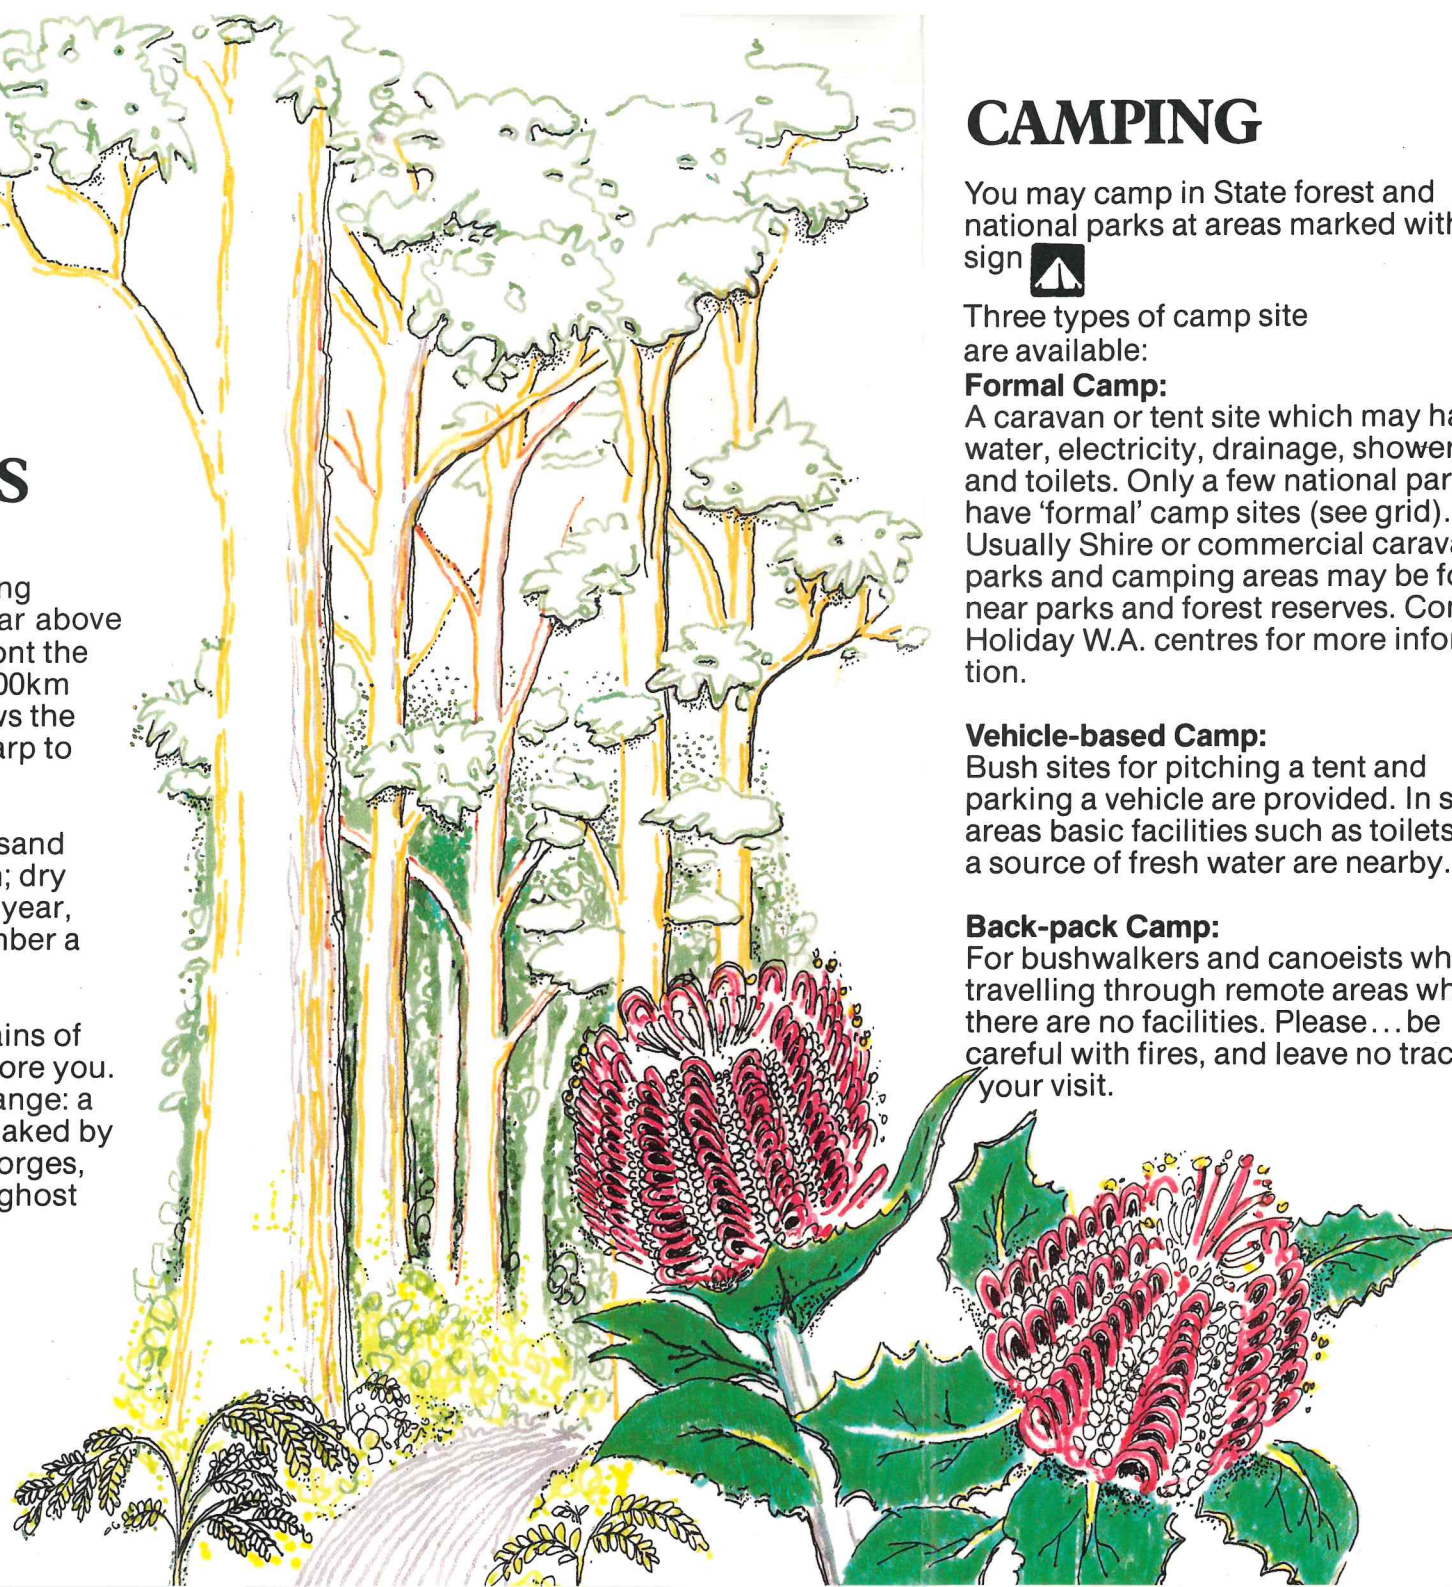 S
ng
ar above
ont the
00km
vs the
arp to
sand
; dry
year,
nber a
ains of
ore you.
ange: a
aked by
orges,
ghost
CAMPING
You may camp in State forest and
national parks at areas marked with
sign
Three types of camp site
are available:
Formal Camp:
A caravan or tent site which may ha
water, electricity, drainage, shower
and toilets. Only a few national par
have ‘formal’ camp sites (see grid).
Usually Shire or commercial carava
parks and camping areas may be fo
near parks and forest reserves. Con
Holiday W.A. centres for more infor
tion.
Vehicle-based Camp:
Bush sites for pitching a tent and
parking a vehicle are provided. In s
areas basic facilities such as toilets
a source of fresh water are nearby.
Back-pack Camp:
For bushwalkers and canoeists wh
travelling through remote areas wh
there are no facilities. Please...be
careful with fires, and leave no trac
your visit.